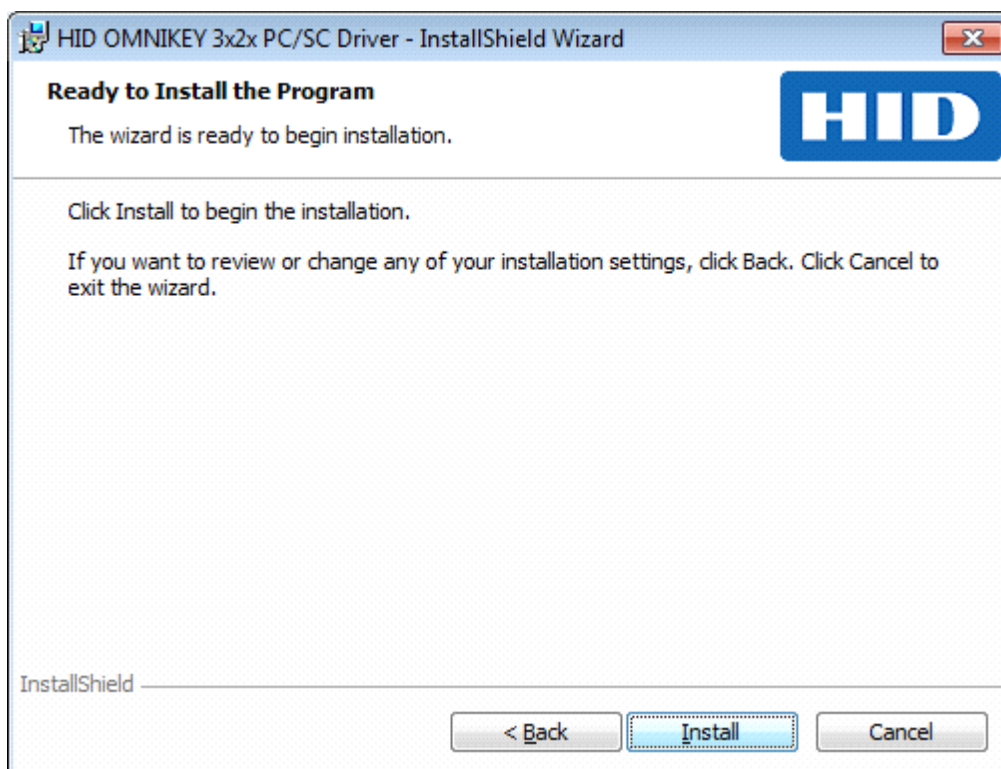 HID OMNIKEY 3x2x PC/SC Driver - InstallShield Wizard
Ready to Install the Program
The wizard is ready to begin installation.
HID
Click Install to begin the installation.
If you want to review or change any of your installation settings, click Back. Click Cancel to
exit the wizard.
InstallShield
< Back Install Cancel